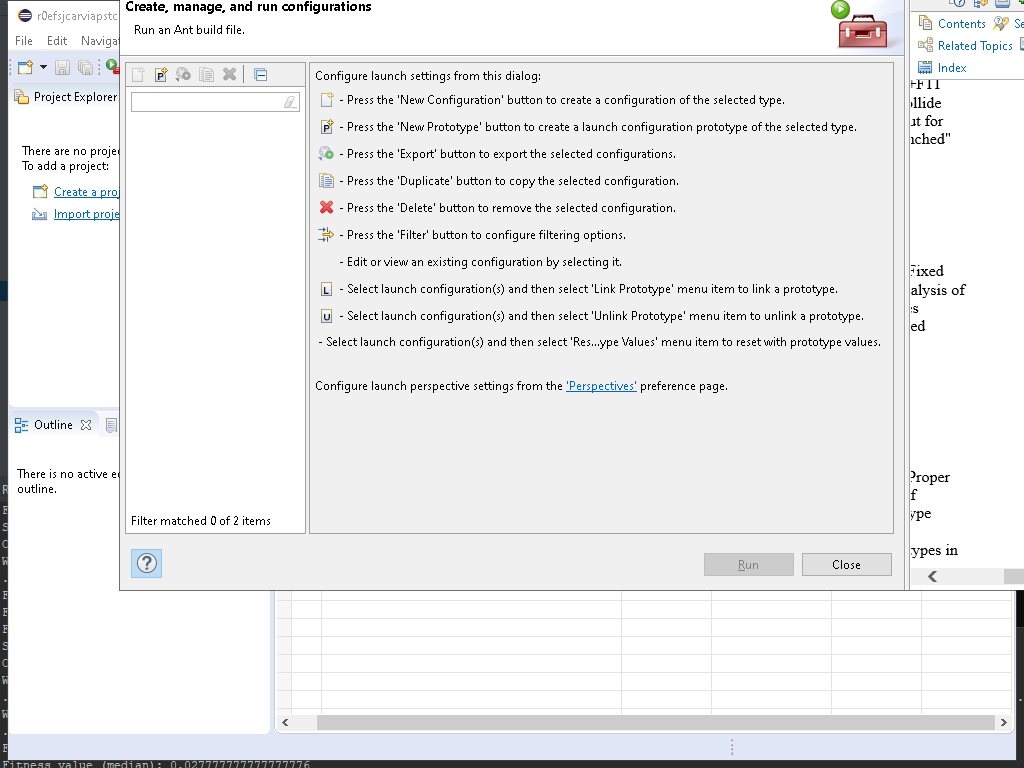 Create, manage, and run configurations
Run an Ant build file.
r0efsjcarviapstc
File Edit Naviga
Project Explorer
There are no projec
To add a project:
Create a proj
Import proje
Filter matched 0 of 2 items
Configure launch settings from this dialog:
- Press the 'New Configuration' button to create a configuration of the selected type.
- Press the 'New Prototype' button to create a launch configuration prototype of the selected type.
- Press the 'Export' button to export the selected configurations.
- Press the 'Duplicate' button to copy the selected configuration.
- Press the 'Delete' button to remove the selected configuration.
- Press the 'Filter' button to configure filtering options.
- Edit or view an existing configuration by selecting it.
L - Select launch configuration(s) and then select 'Link Prototype' menu item to link a prototype.
U - Select launch configuration(s) and then select 'Unlink Prototype' menu item to unlink a prototype.
- Select launch configuration(s) and then select 'Res...ype Values' menu item to reset with prototype values.
Configure launch perspective settings from the 'Perspectives' preference page.
Run
Close
Contents Se
Related Topics
Index
+FIT
ollide
ut for
nched"
Fixed
alysis of
es
ed
Proper
f
ype
ypes in
Outline
There is no active ed
outline.
Fitness value (median): 0.027777777777777776